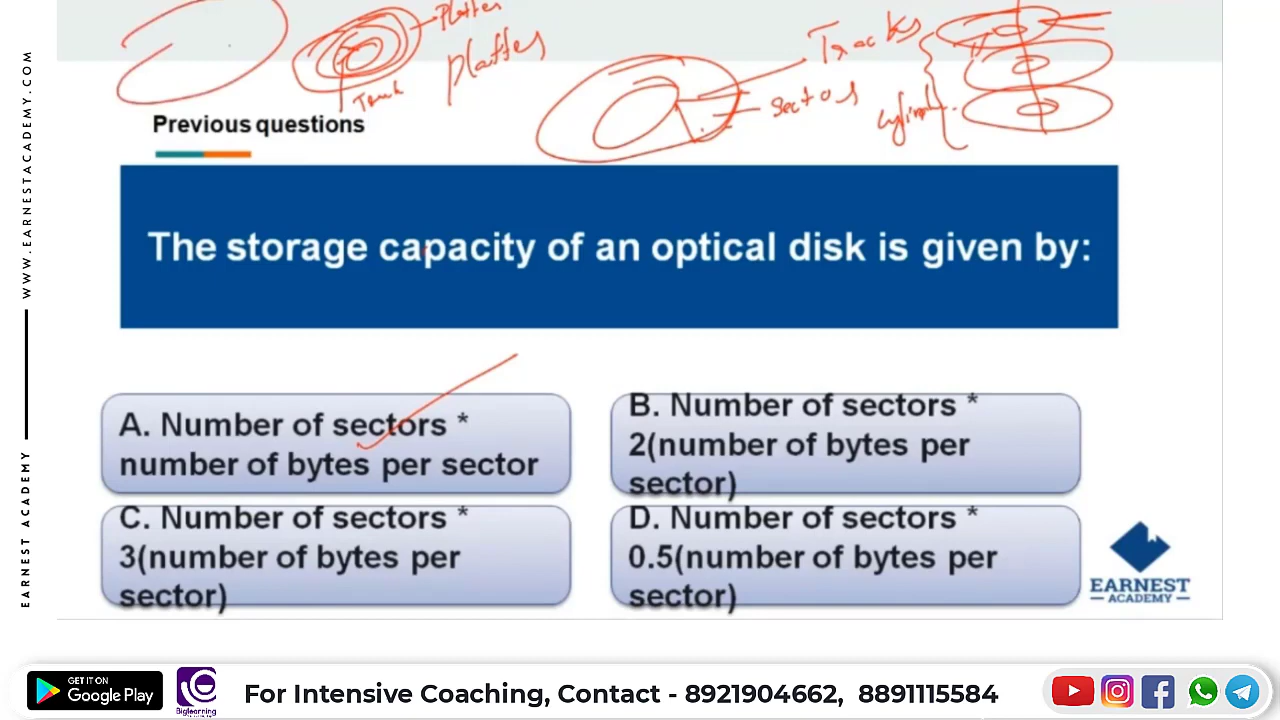 Platter
platter
Track
Tracks
Sectors
Previous questions
The storage capacity of an optical disk is given by:
A. Number of sectors *
number of bytes per sector
B. Number of sectors *
2(number of bytes per
sector)
C. Number of sectors *
3(number of bytes per
sector)
D. Number of sectors *
0.5(number of bytes per
sector)
EARNEST
ACADEMY
WWW.EARNESTACADEMY.COM
EARNEST ACADEMY
GET IT ON
Google Play
Biglearning
For Intensive Coaching, Contact - 8921904662, 8891115584